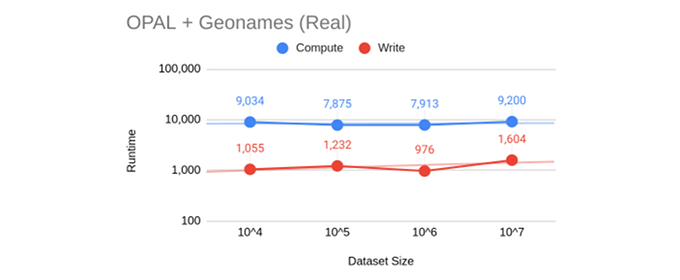 OPAL + Geonames (Real)
Compute Write
100,000
9,034 7,875 7,913 9,200
10,000
1,055 1,232 976 1,604
1,000
100
Runtime
10^4 10^5 10^6 10^7
Dataset Size